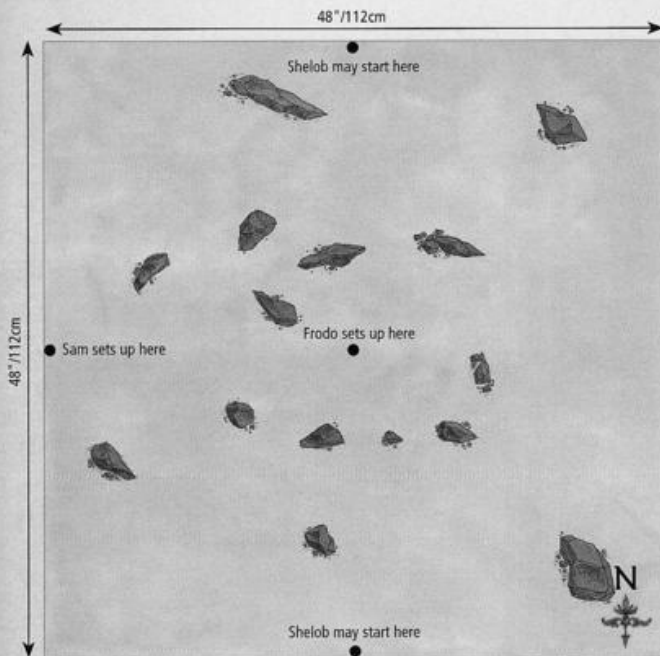 48"/112cm
Shelob may start here
48"/112cm
Frodo sets up here
Sam sets up here
N
Shelob may start here